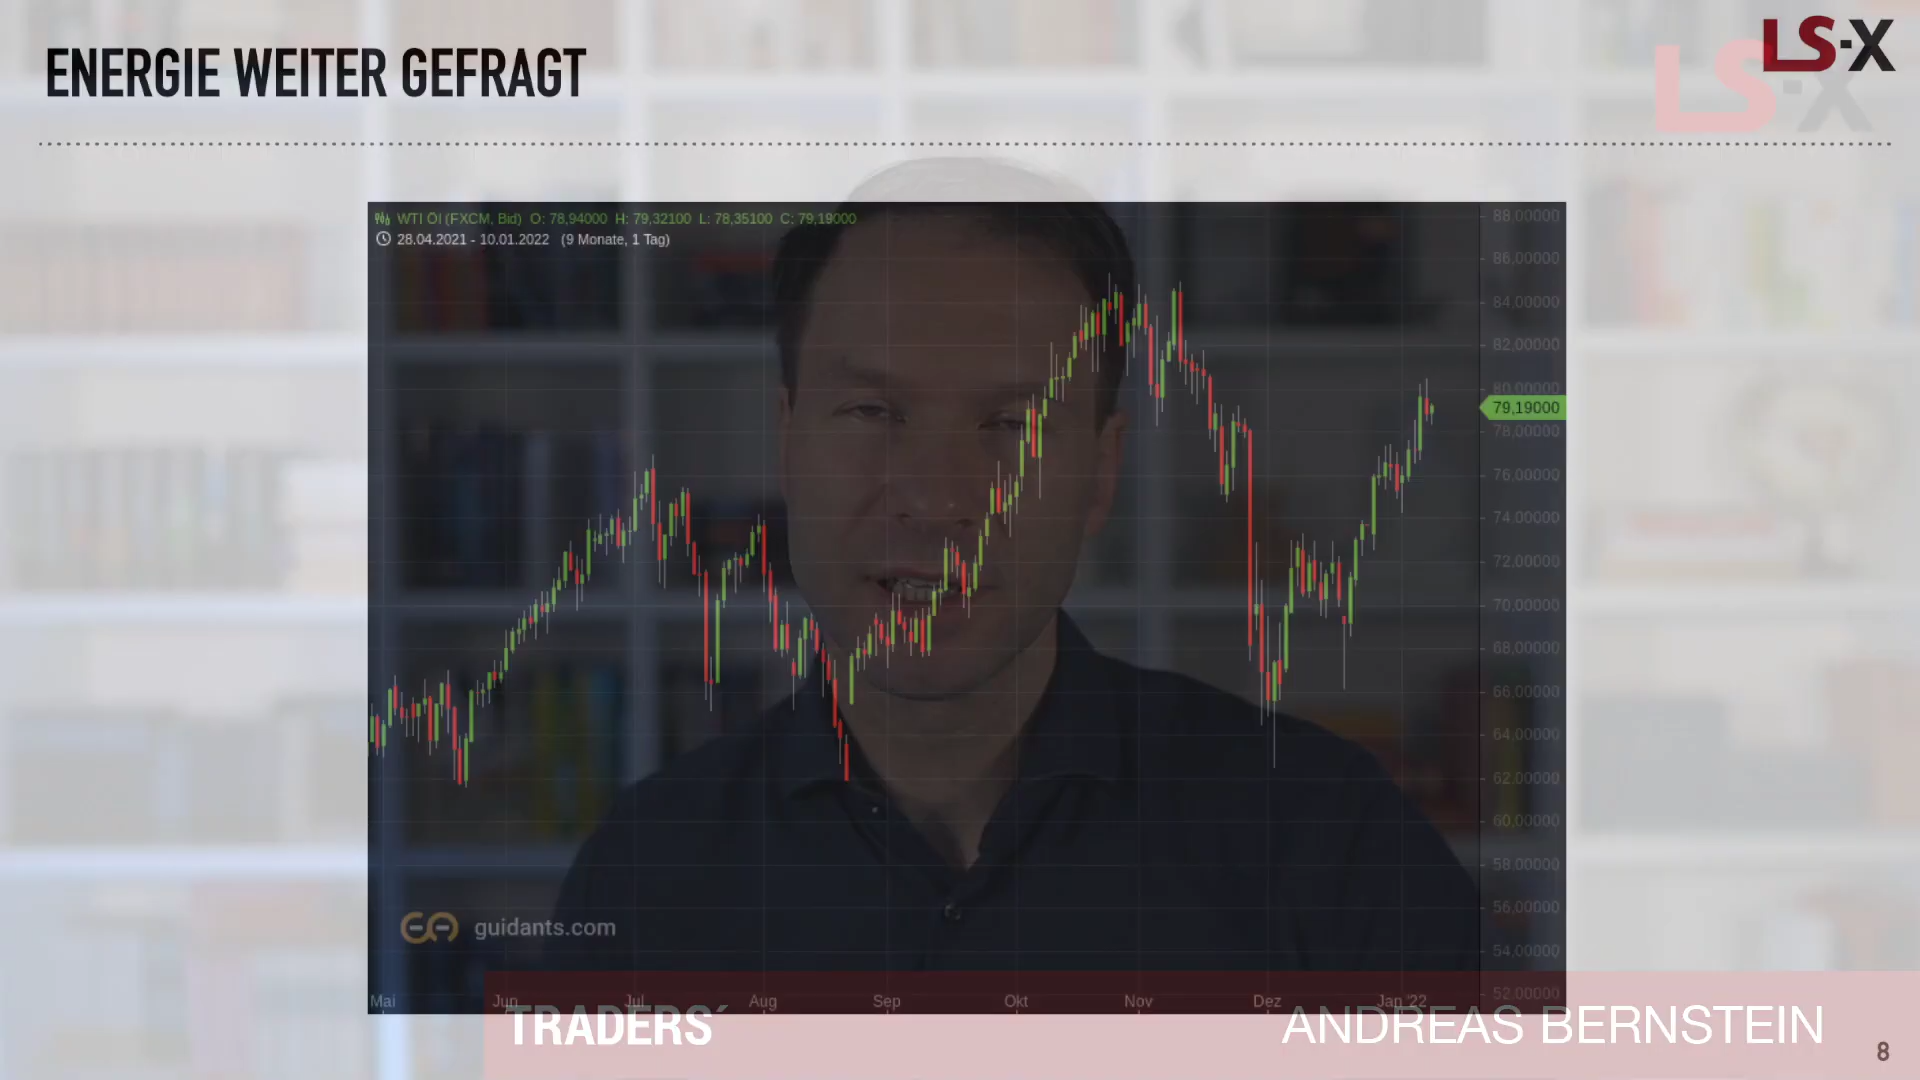 ENERGIE WEITER GEFRAGT
LS-X
LS-X
WTI Öl (FXCM, Bid) O: 78,94000 H: 79,32100 L: 78,35100 C: 79,19000
28.04.2021 - 10.01.2022 (9 Monate, 1 Tag)
88,00000
86,00000
84,00000
82,00000
80,00000
79,19000
78,00000
76,00000
74,00000
72,00000
70,00000
68,00000
66,00000
64,00000
62,00000
60,00000
58,00000
56,00000
54,00000
52,00000
guidants.com
Mai Jun Jul Aug Sep Okt Nov Dez Jan '22
TRADERS´ ANDREAS BERNSTEIN
8